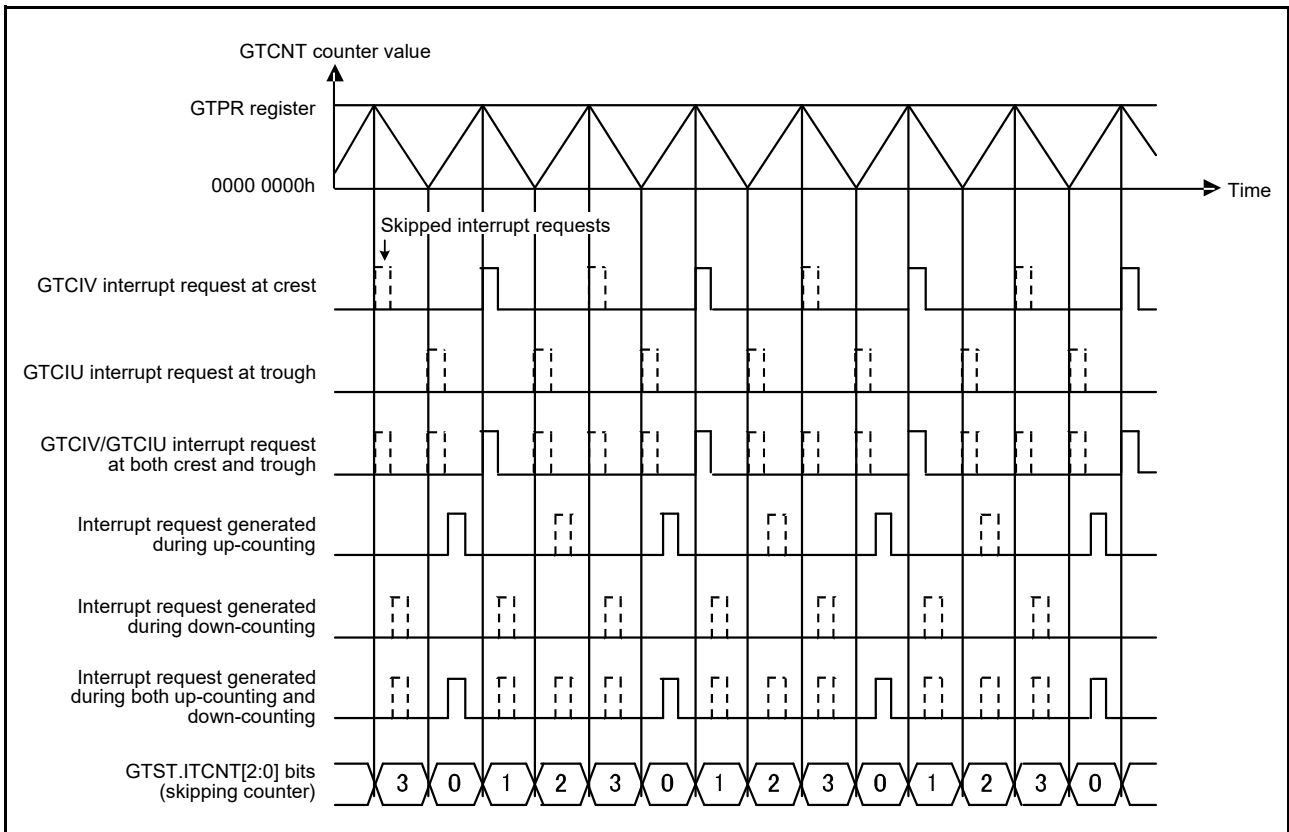 GTCNT counter value
GTPR register
0000 0000h
Time
Skipped interrupt requests
GTCIV interrupt request at crest
GTCIU interrupt request at trough
GTCIV/GTCIU interrupt request
at both crest and trough
Interrupt request generated
during up-counting
Interrupt request generated
during down-counting
Interrupt request generated
during both up-counting and
down-counting
GTST.ITCNT[2:0] bits
(skipping counter)
3 0 1 2 3 0 1 2 3 0 1 2 3 0